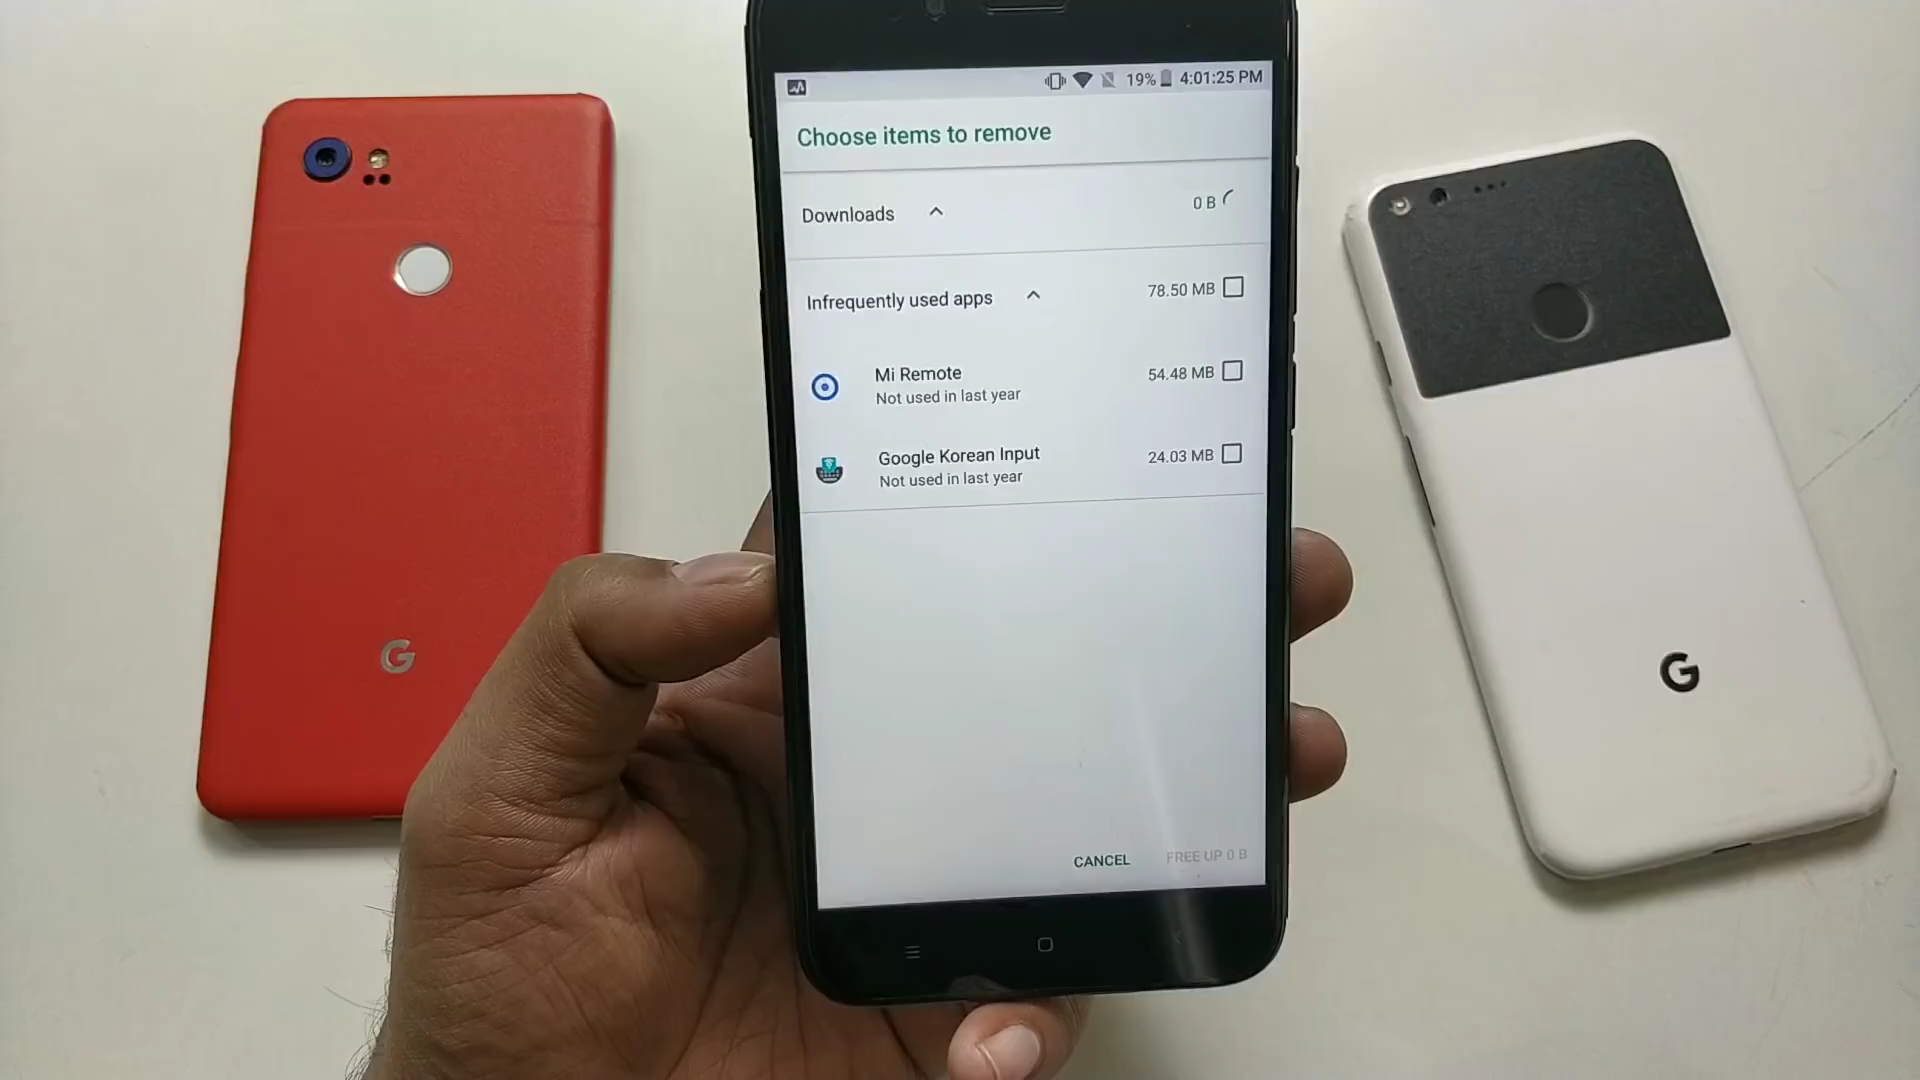 19% 4:01:25 PM
Choose items to remove
Downloads 0 B
Infrequently used apps 78.50 MB
Mi Remote 54.48 MB
Not used in last year
Google Korean Input 24.03 MB
Not used in last year
CANCEL FREE UP 0 B
G
G